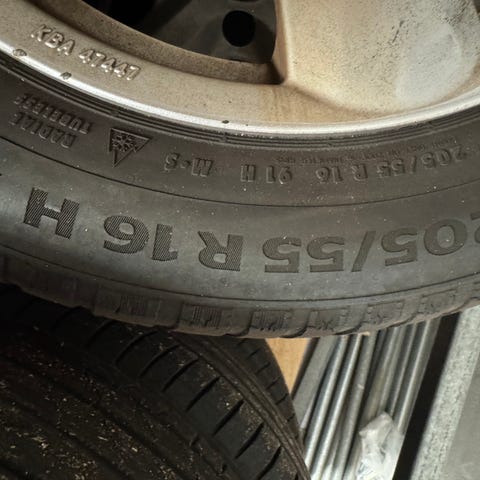 KBA 47447
RADIAL
TUBELESS
205/55 R 16 91 H M+S
205/55 R 16 H